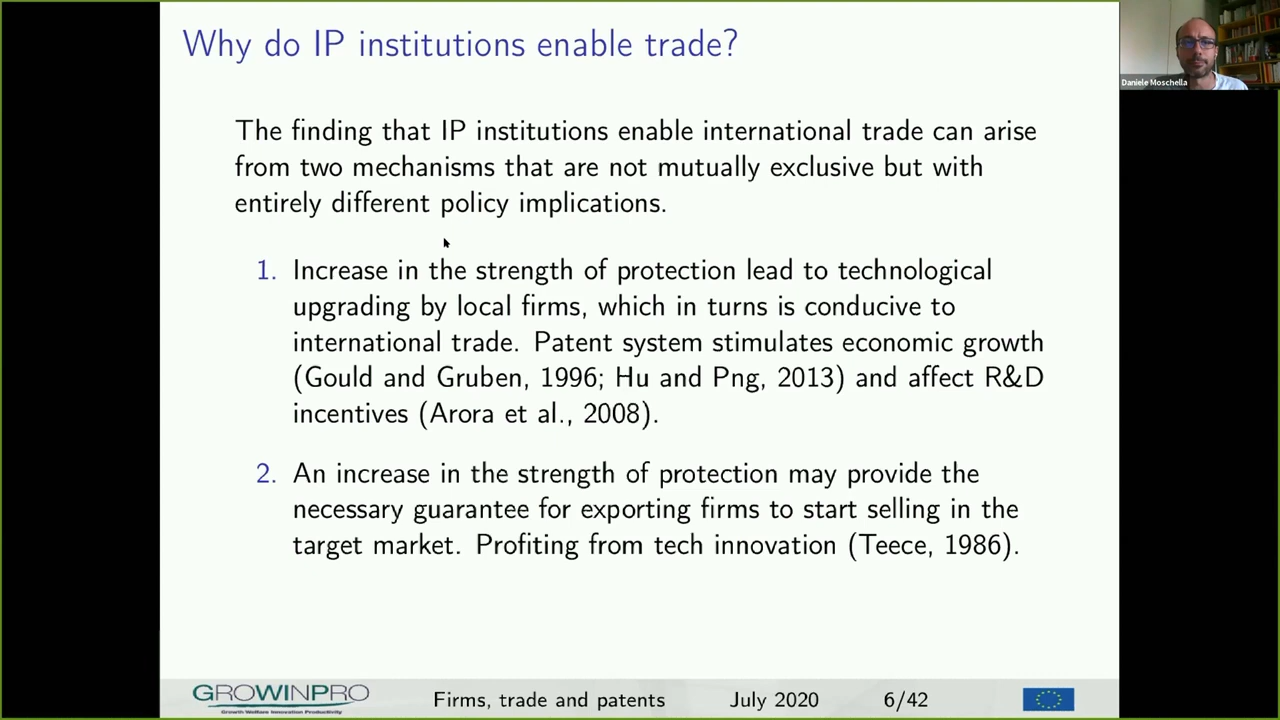 Why do IP institutions enable trade?
Daniele Moschella
The finding that IP institutions enable international trade can arise
from two mechanisms that are not mutually exclusive but with
entirely different policy implications.
1. Increase in the strength of protection lead to technological
upgrading by local firms, which in turns is conducive to
international trade. Patent system stimulates economic growth
(Gould and Gruben, 1996; Hu and Png, 2013) and affect R&D
incentives (Arora et al., 2008).
2. An increase in the strength of protection may provide the
necessary guarantee for exporting firms to start selling in the
target market. Profiting from tech innovation (Teece, 1986).
GROWINPRO
Growth Welfare Innovation Productivity
Firms, trade and patents July 2020 6/42